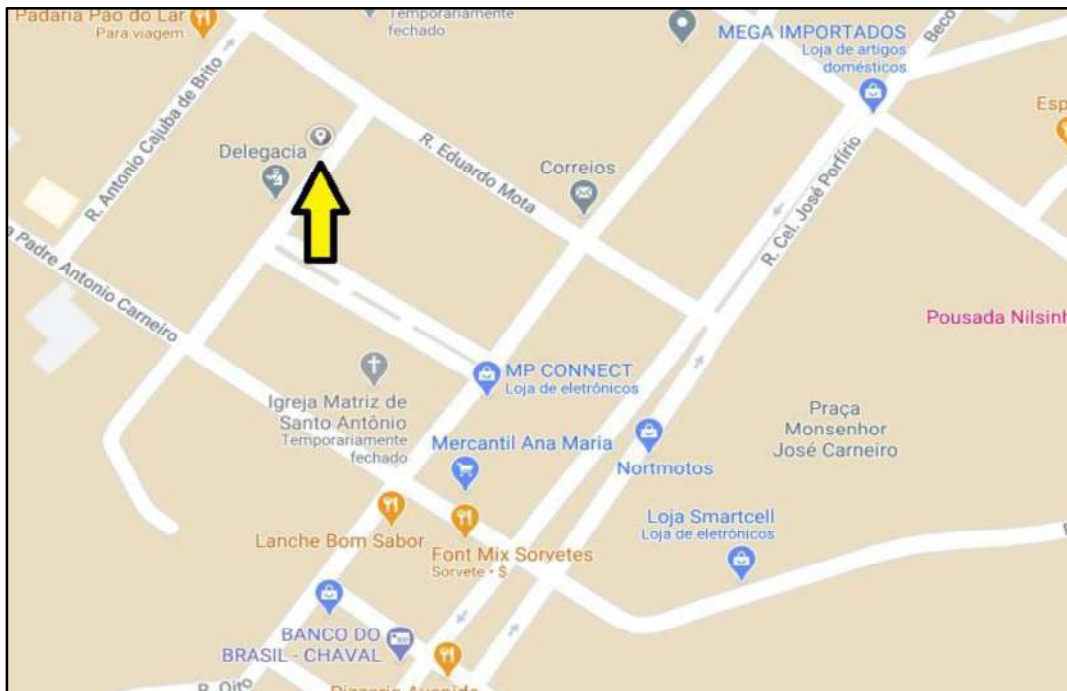 Padaria Pão do Lar
Para viagem
Temporariamente
fechado
MEGA IMPORTADOS
Loja de artigos
domésticos
Beco
Esp
R. Antonio Cajuba de Brito
Delegacia
R. Eduardo Mota
Correios
R. Cel. José Porfírio
a Padre Antonio Carneiro
Pousada Nilsinh
MP CONNECT
Loja de eletrônicos
Igreja Matriz de
Santo Antônio
Temporariamente
fechado
Praça
Monsenhor
José Carneiro
Mercantil Ana Maria
Nortmotos
Lanche Bom Sabor
Font Mix Sorvetes
Sorvete • $
Loja Smartcell
Loja de eletrônicos
BANCO DO
BRASIL - CHAVAL
R. Oito
Pizzaria Avenida